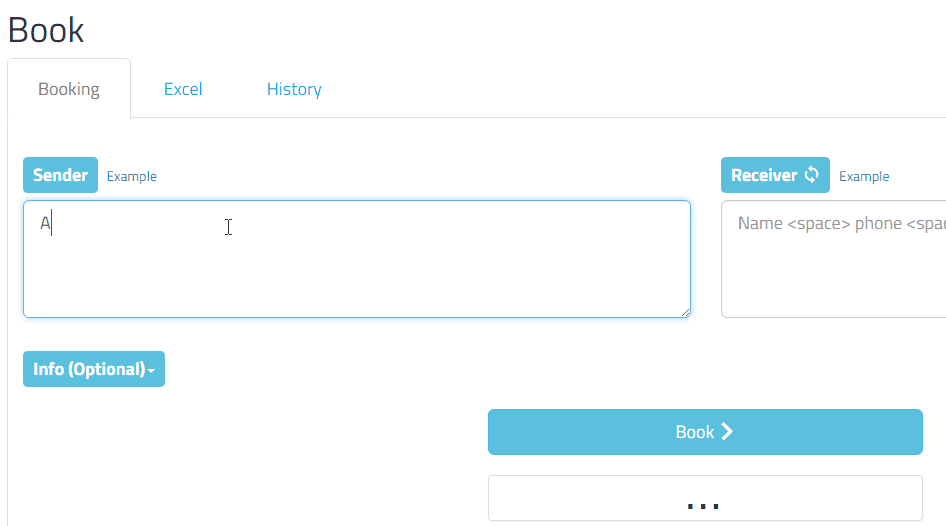 Book
Booking Excel History
Sender Example
Receiver Example
A
Name <space> phone <spac
Info (Optional)
Book
...